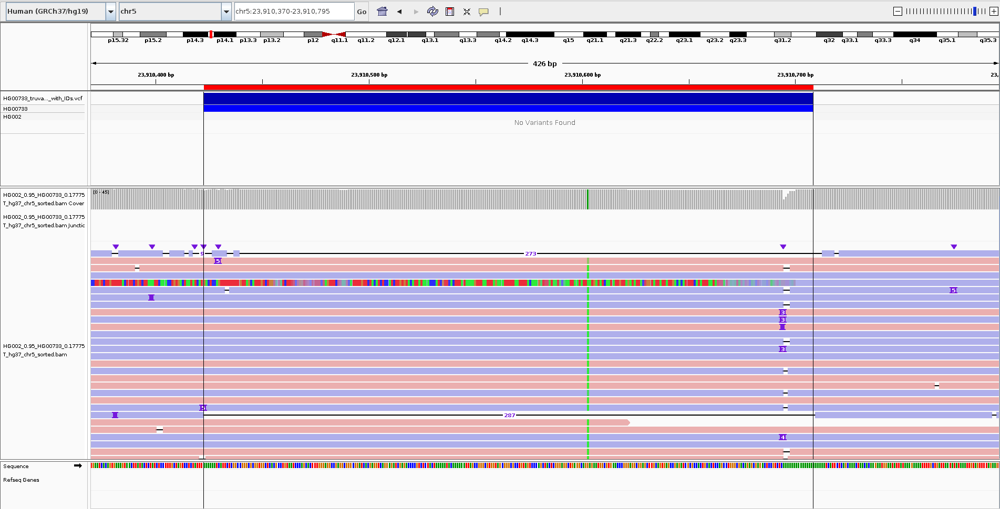 Human (GRCh37/hg19) chr5 chr5:23,910,370-23,910,795 Go
p15.32 p15.2 p14.3 p14.1 p13.3 p13.2 p12 q11.1 q11.2 q12.1 q13.1 q13.3 q14.2 q14.3 q15 q21.1 q21.3 q22.2 q23.1 q23.2 q23.3 q31.2 q32 q33.1 q33.3 q34 q35.1 q35.3
426 bp
23,910,400 bp 23,910,500 bp 23,910,600 bp 23,910,700 bp 23,
HG00733_truva..._with_IDs.vcf
HG00733
HG002
No Variants Found
[0 - 45]
HG002_0.95_HG00733_0.17775
T_hg37_chr5_sorted.bam Cover
HG002_0.95_HG00733_0.17775
T_hg37_chr5_sorted.bam Junctic
9 273
5
5
3
3
HG002_0.95_HG00733_0.17775
3
T_hg37_chr5_sorted.bam
5
287
4
Sequence
Refseq Genes